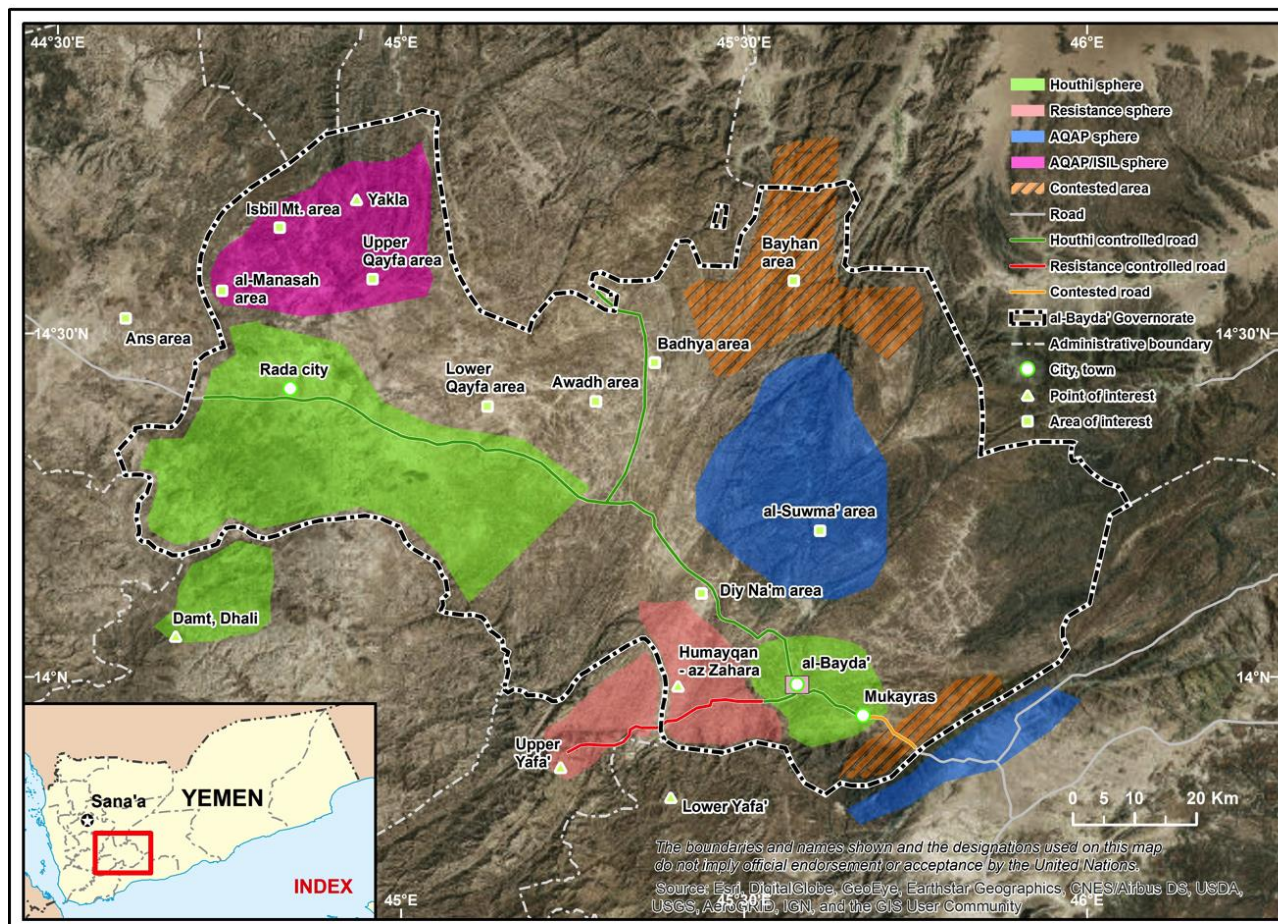 44°30'E
45°E
45°30'E
46°E
Houthi sphere
Resistance sphere
AQAP sphere
AQAP/ISIL sphere
Contested area
Road
Houthi controlled road
Resistance controlled road
Contested road
al-Bayda' Governorate
Administrative boundary
City, town
Point of interest
Area of interest
Yakla
Isbil Mt. area
Upper
Qayfa area
al-Manasah
area
Bayhan
area
Ans area
14°30'N
14°30'N
Badhya area
Rada city
Lower
Qayfa area
Awadh area
al-Suwma' area
Diy Na'm area
Damt, Dhali
Humayqan
- az Zahara
al-Bayda'
14°N
14°N
Mukayras
Upper
Yafa'
Lower Yafa'
0 5 10 20 Km
Sana'a
YEMEN
INDEX
The boundaries and names shown and the designations used on this map
do not imply official endorsement or acceptance by the United Nations.
Source: Esri, DigitalGlobe, GeoEye, Earthstar Geographics, CNES/Airbus DS, USDA,
USGS, AeroGRID, IGN, and the GIS User Community
45°E
45°30'E